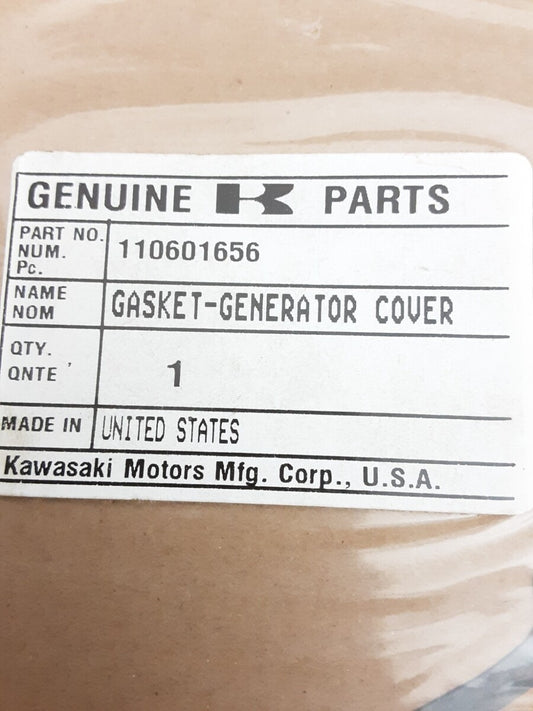 GENUINE K PARTS
PART NO.
NUM.
Pc.
110601656
NAME
NOM
GASKET-GENERATOR COVER
QTY.
QNTE '
1
MADE IN
UNITED STATES
Kawasaki Motors Mfg. Corp., U.S.A.